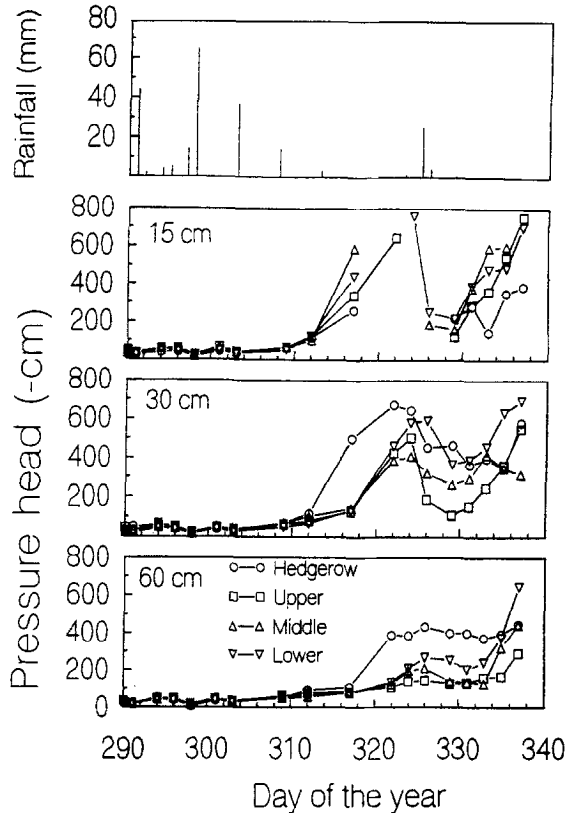 Rainfall (mm)
80
60
40
20
Pressure head (-cm)
15 cm
800
600
400
200
30 cm
800
600
400
200
60 cm
800
600
400
200
0
Hedgerow
Upper
Middle
Lower
290 300 310 320 330 340
Day of the year